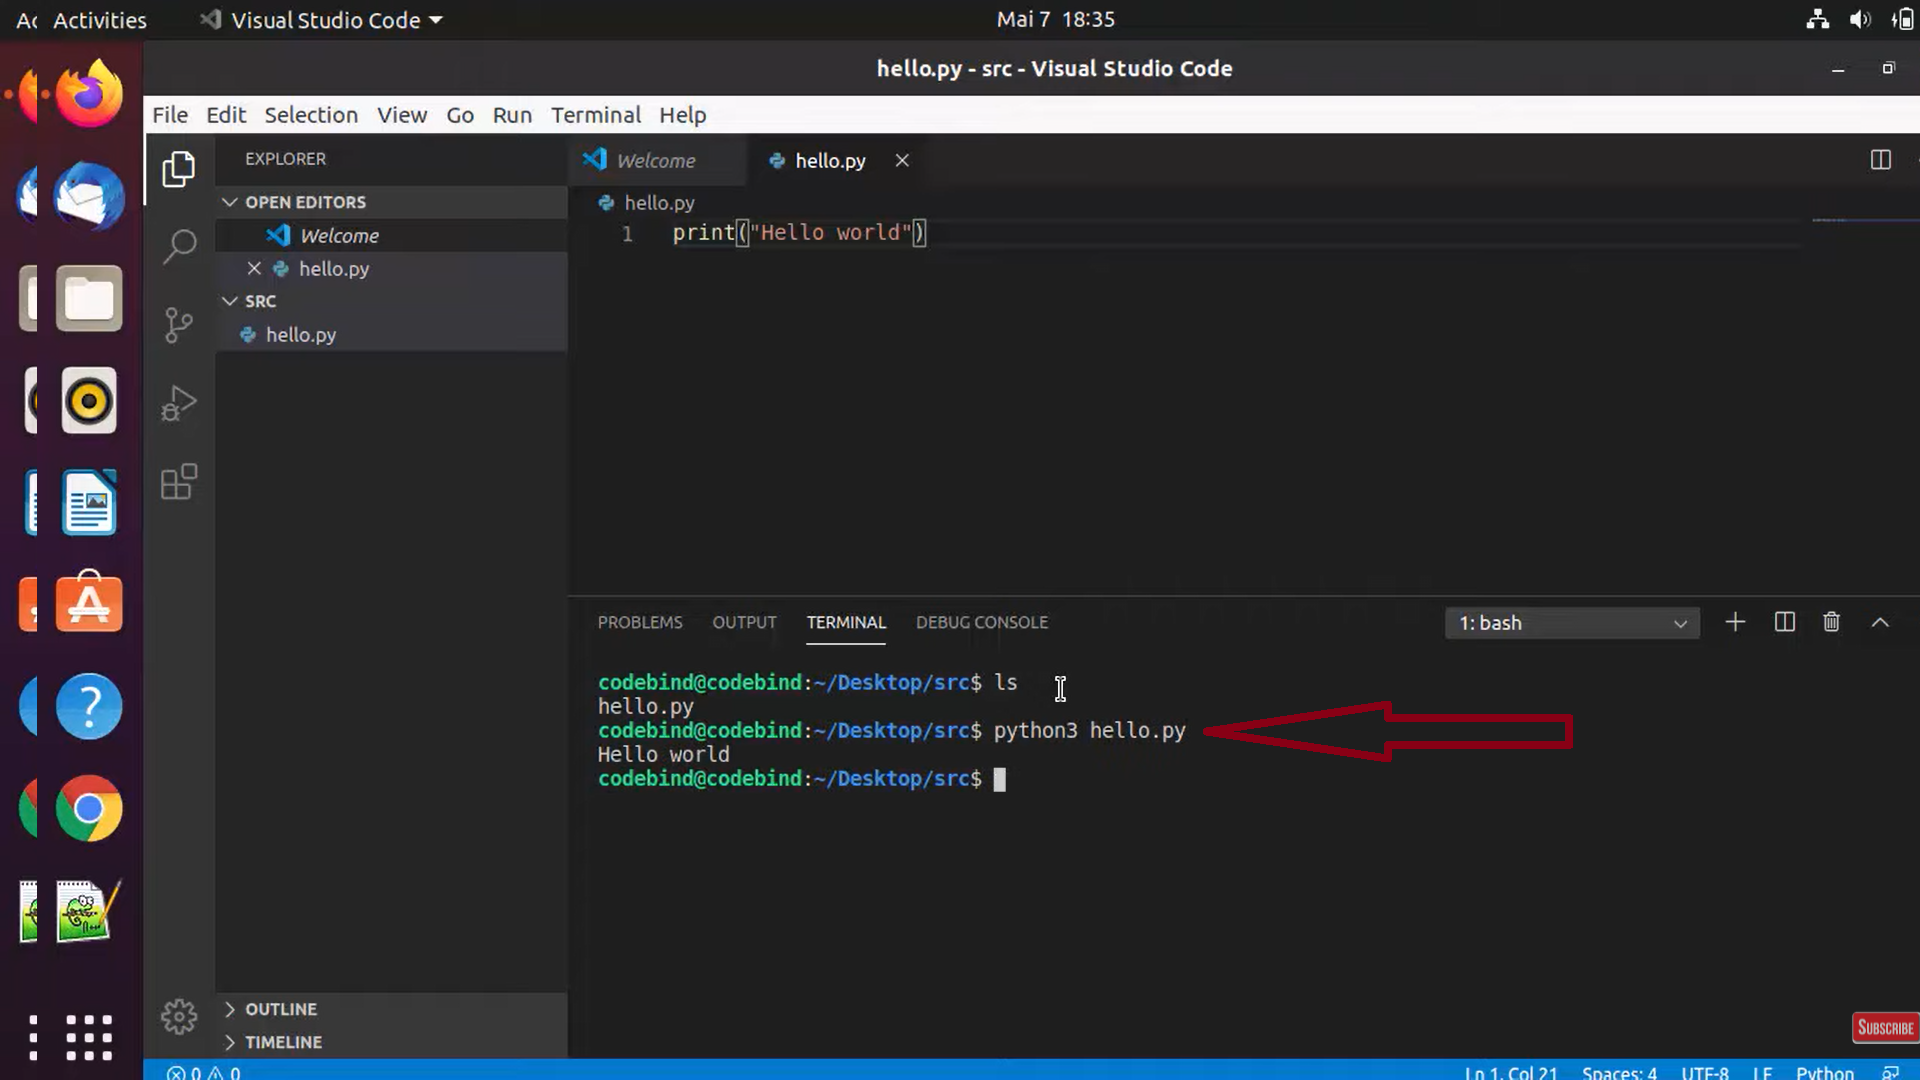 Ac Activities Visual Studio Code Mai 7 18:35
hello.py - src - Visual Studio Code
File Edit Selection View Go Run Terminal Help
EXPLORER
OPEN EDITORS
Welcome
hello.py
SRC
hello.py
OUTLINE
TIMELINE
Welcome hello.py
hello.py
1 print("Hello world")
PROBLEMS OUTPUT TERMINAL DEBUG CONSOLE 1: bash
codebind@codebind:~/Desktop/src$ ls
hello.py
codebind@codebind:~/Desktop/src$ python3 hello.py
Hello world
codebind@codebind:~/Desktop/src$
SUBSCRIBE
0 0 Ln 1, Col 21 Spaces: 4 UTF-8 LF Python